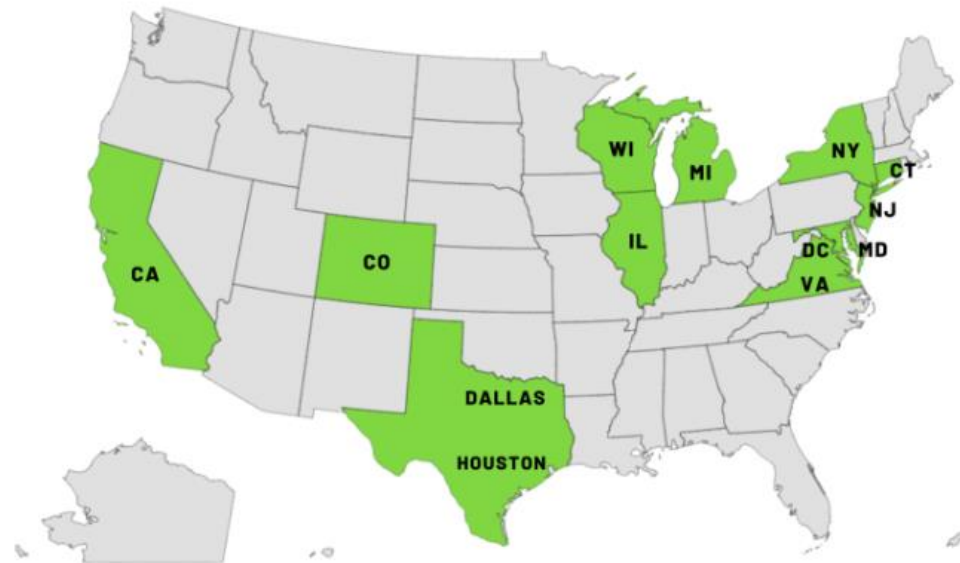 WI
NY
MI
CT
NJ
IL
DC
MD
CO
CA
VA
DALLAS
HOUSTON